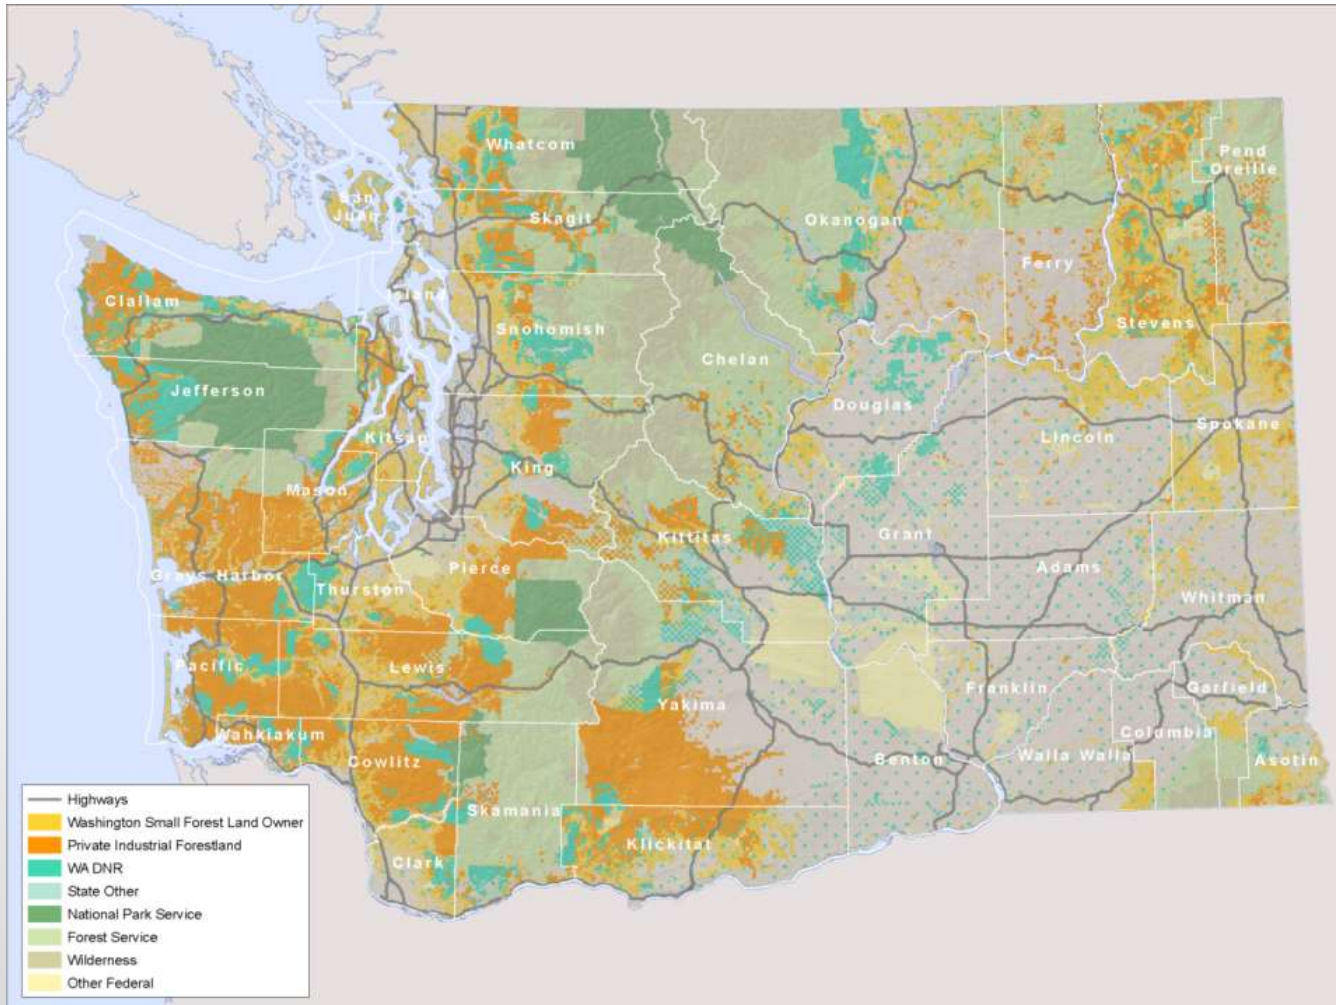 Whatcom
Pend
Oreille
San
Juan
Skagit
Okanogan
Ferry
Island
Clallam
Snohomish
Stevens
Chelan
Jefferson
Douglas
Kitsap
Lincoln
Spokane
King
Mason
Kittitas
Grant
Grays Harbor
Thurston
Pierce
Adams
Whitman
Pacific
Lewis
Yakima
Franklin
Garfield
Wahkiakum
Cowlitz
Columbia
Benton
Walla Walla
Asotin
Skamania
Klickitat
Clark
Highways
Washington Small Forest Land Owner
Private Industrial Forestland
WA DNR
State Other
National Park Service
Forest Service
Wilderness
Other Federal